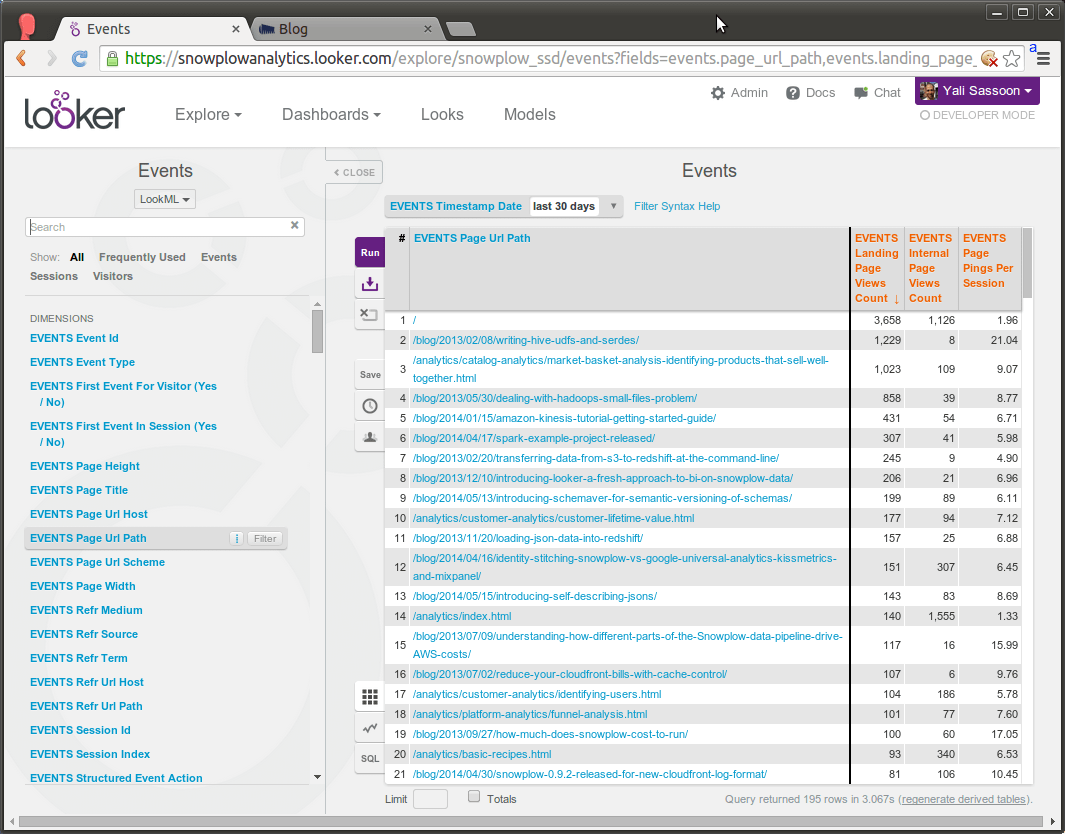 Events
Blog
https://snowplowanalytics.looker.com/explore/snowplow_ssd/events?fields=events.page_url_path,events.landing_page_
a
looker
Explore
Dashboards
Looks
Models
Admin
Docs
Chat
Yali Sassoon
DEVELOPER MODE
Events
LookML
Search
Show: All Frequently Used Events
Sessions Visitors
DIMENSIONS
EVENTS Event Id
EVENTS Event Type
EVENTS First Event For Visitor (Yes
/ No)
EVENTS First Event In Session (Yes
/ No)
EVENTS Page Height
EVENTS Page Title
EVENTS Page Url Host
EVENTS Page Url Path i Filter
EVENTS Page Url Scheme
EVENTS Page Width
EVENTS Refr Medium
EVENTS Refr Source
EVENTS Refr Term
EVENTS Refr Url Host
EVENTS Refr Url Path
EVENTS Session Id
EVENTS Session Index
EVENTS Structured Event Action
< CLOSE
Run
Save
SQL
Events
EVENTS Timestamp Date last 30 days Filter Syntax Help
# EVENTS Page Url Path
EVENTS
Landing
Page
Views
Count ↓
EVENTS
Internal
Page
Views
Count
EVENTS
Page
Pings Per
Session
1 / 3,658 1,126 1.96
2 /blog/2013/02/08/writing-hive-udfs-and-serdes/ 1,229 8 21.04
3 /analytics/catalog-analytics/market-basket-analysis-identifying-products-that-sell-well-
together.html 1,023 109 9.07
4 /blog/2013/05/30/dealing-with-hadoops-small-files-problem/ 858 39 8.77
5 /blog/2014/01/15/amazon-kinesis-tutorial-getting-started-guide/ 431 54 6.71
6 /blog/2014/04/17/spark-example-project-released/ 307 41 5.98
7 /blog/2013/02/20/transferring-data-from-s3-to-redshift-at-the-command-line/ 245 9 4.90
8 /blog/2013/12/10/introducing-looker-a-fresh-approach-to-bi-on-snowplow-data/ 206 21 6.96
9 /blog/2014/05/13/introducing-schemaver-for-semantic-versioning-of-schemas/ 199 89 6.11
10 /analytics/customer-analytics/customer-lifetime-value.html 177 94 7.12
11 /blog/2013/11/20/loading-json-data-into-redshift/ 157 25 6.88
12 /blog/2014/04/16/identity-stitching-snowplow-vs-google-universal-analytics-kissmetrics-
and-mixpanel/ 151 307 6.45
13 /blog/2014/05/15/introducing-self-describing-jsons/ 143 83 8.69
14 /analytics/index.html 140 1,555 1.33
15 /blog/2013/07/09/understanding-how-different-parts-of-the-Snowplow-data-pipeline-drive-
AWS-costs/ 117 16 15.99
16 /blog/2013/07/02/reduce-your-cloudfront-bills-with-cache-control/ 107 6 9.76
17 /analytics/customer-analytics/identifying-users.html 104 186 5.78
18 /analytics/platform-analytics/funnel-analysis.html 101 77 7.60
19 /blog/2013/09/27/how-much-does-snowplow-cost-to-run/ 100 60 17.05
20 /analytics/basic-recipes.html 93 340 6.53
21 /blog/2014/04/30/snowplow-0.9.2-released-for-new-cloudfront-log-format/ 81 106 10.45
Limit Totals Query returned 195 rows in 3.067s (regenerate derived tables).